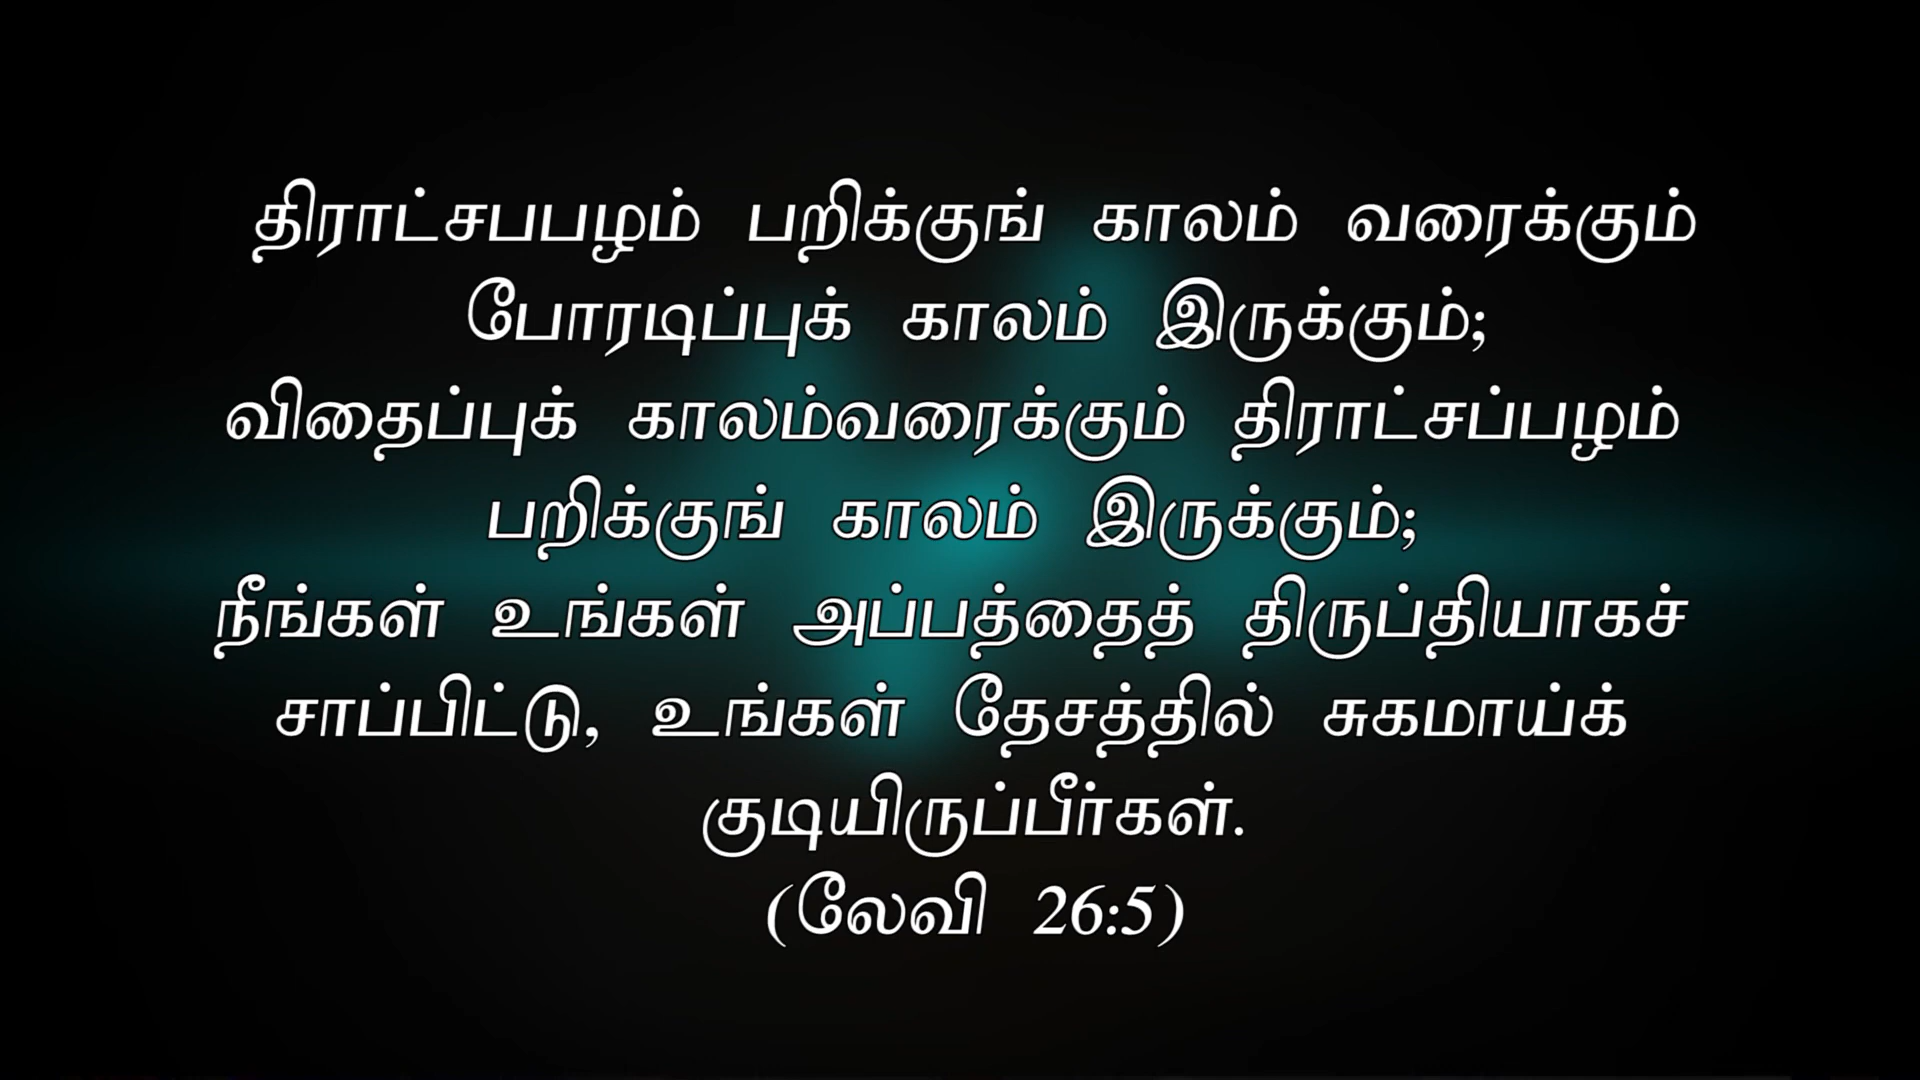 திராட்சபபழம் பறிக்குங் காலம் வரைக்கும்
போரடிப்புக் காலம் இருக்கும்;
விதைப்புக் காலம்வரைக்கும் திராட்சப்பழம்
பறிக்குங் காலம் இருக்கும்;
நீங்கள் உங்கள் அப்பத்தைத் திருப்தியாகச்
சாப்பிட்டு, உங்கள் தேசத்தில் சுகமாய்க்
குடியிருப்பீர்கள்.
(லேவி 26:5)